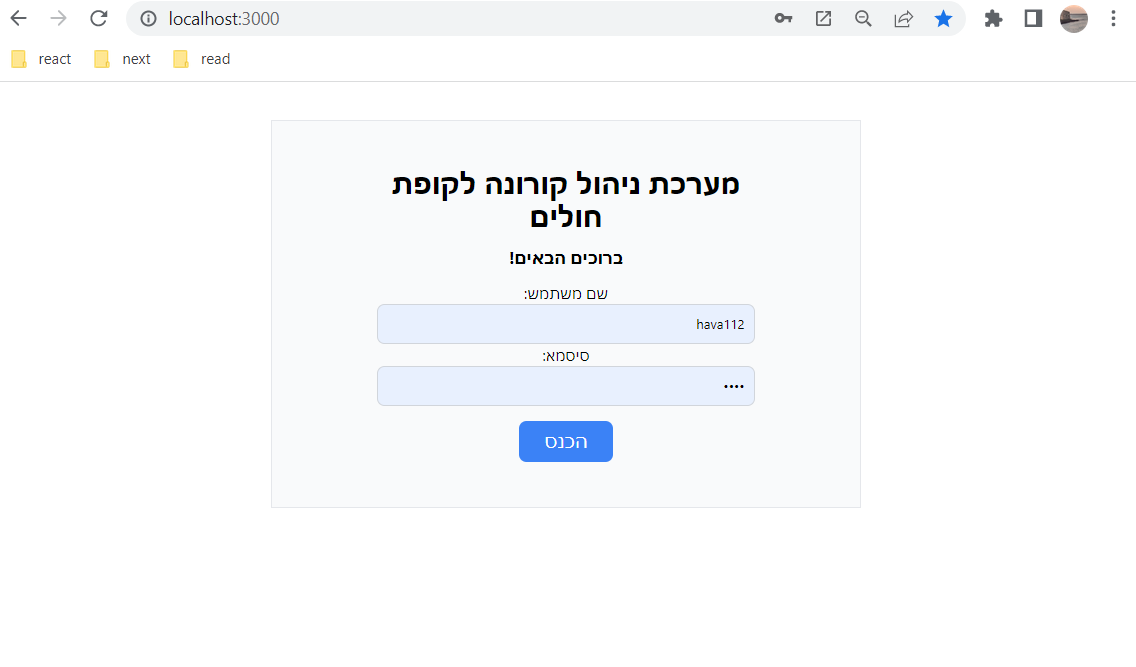 localhost:3000
react next read
מערכת ניהול קורונה לקופת
חולים
ברוכים הבאים!
שם משתמש:
hava112
סיסמא:
••••
הכנס